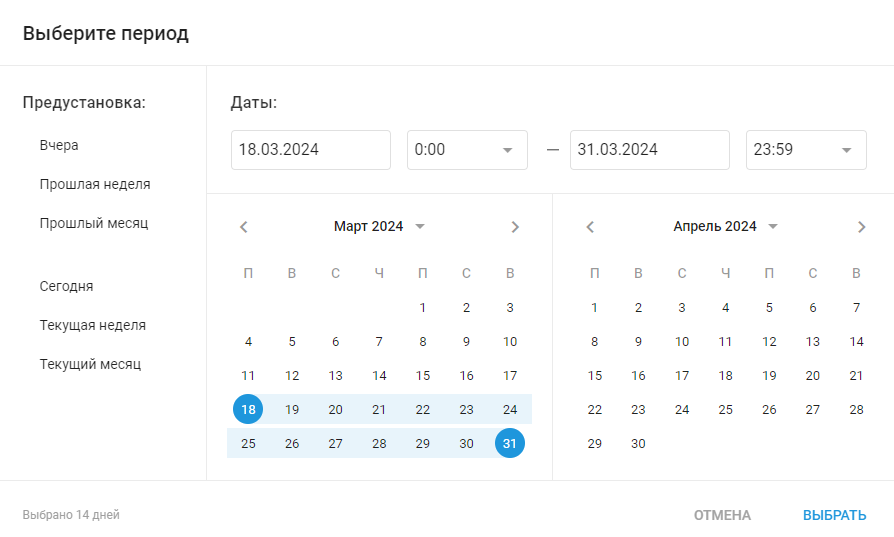 Выберите период
Предустановка:
Вчера
Прошлая неделя
Прошлый месяц
Сегодня
Текущая неделя
Текущий месяц
Даты:
18.03.2024 0:00 — 31.03.2024 23:59
Март 2024
П В С Ч П С В
1 2 3
4 5 6 7 8 9 10
11 12 13 14 15 16 17
18 19 20 21 22 23 24
25 26 27 28 29 30 31
Апрель 2024
П В С Ч П С В
1 2 3 4 5 6 7
8 9 10 11 12 13 14
15 16 17 18 19 20 21
22 23 24 25 26 27 28
29 30
Выбрано 14 дней
ОТМЕНА ВЫБРАТЬ